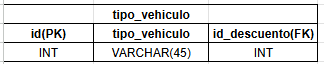 tipo_vehiculo
id(PK) tipo_vehiculo id_descuento(FK)
INT VARCHAR(45) INT